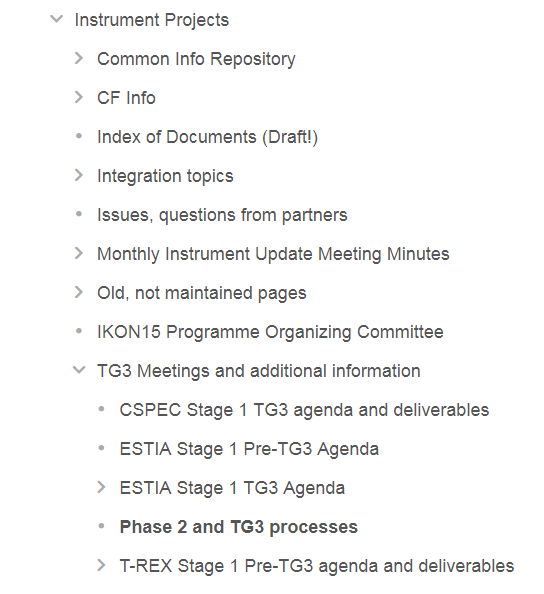 Instrument Projects
Common Info Repository
CF Info
Index of Documents (Draft!)
Integration topics
Issues, questions from partners
Monthly Instrument Update Meeting Minutes
Old, not maintained pages
IKON15 Programme Organizing Committee
TG3 Meetings and additional information
CSPEC Stage 1 TG3 agenda and deliverables
ESTIA Stage 1 Pre-TG3 Agenda
ESTIA Stage 1 TG3 Agenda
Phase 2 and TG3 processes
T-REX Stage 1 Pre-TG3 agenda and deliverables